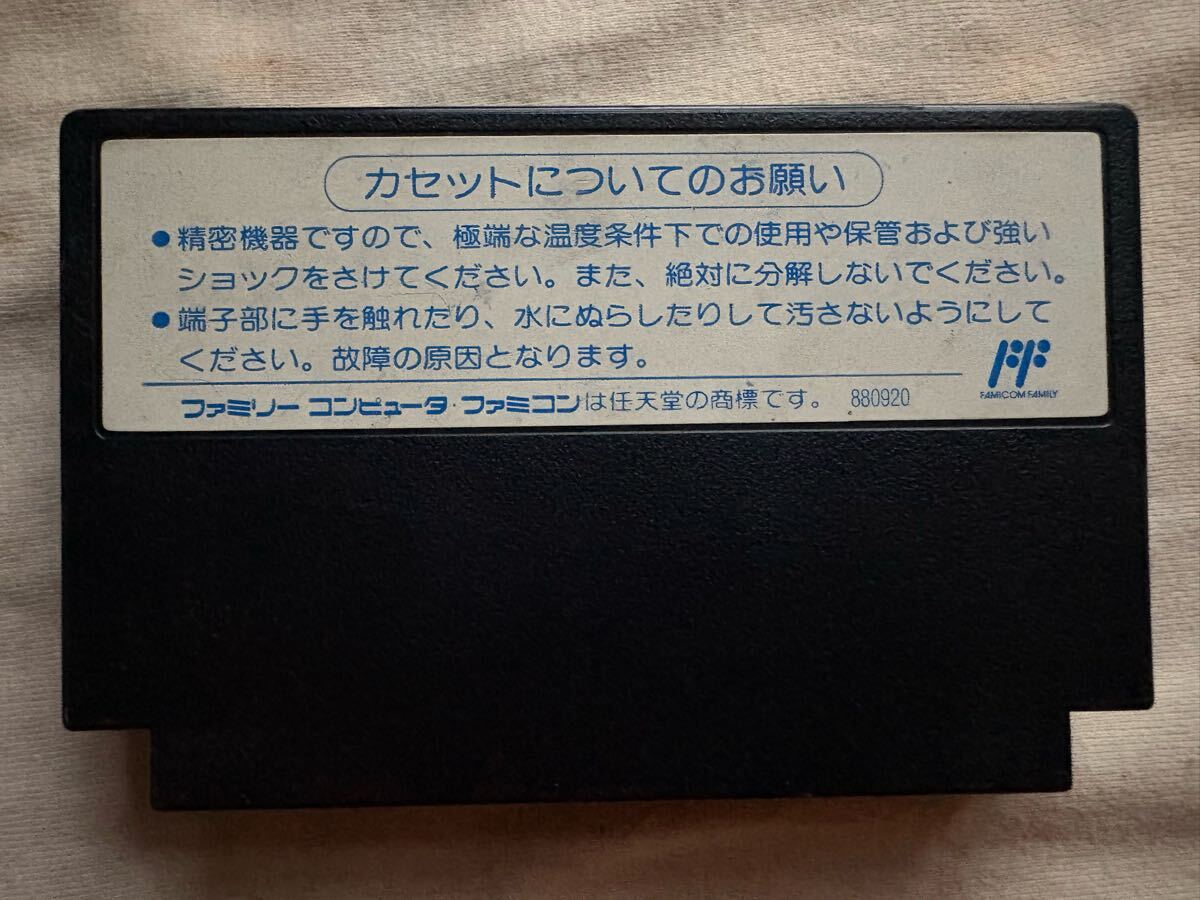 カセットについてのお願い
●精密機器ですので、極端な温度条件下での使用や保管および強い
ショックをさけてください。また、絶対に分解しないでください。
●端子部に手を触れたり、水にぬらしたりして汚さないようにして
ください。故障の原因となります。
FF
FAMICOM FAMILY
ファミリーコンピュータ・ファミコンは任天堂の商標です。 880920